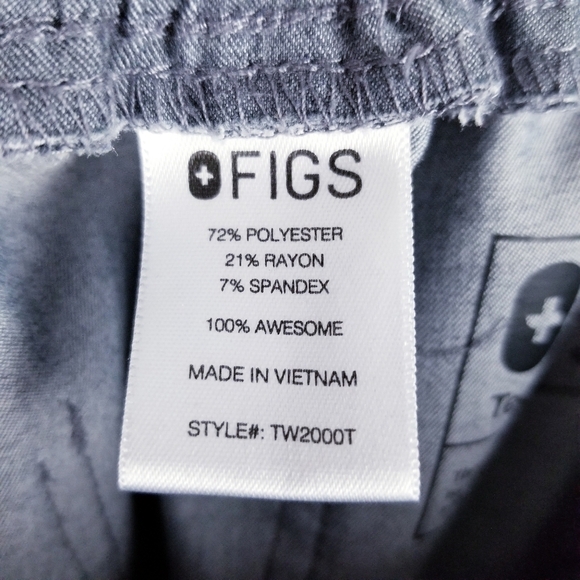 FIGS
72% POLYESTER
21% RAYON
7% SPANDEX
100% AWESOME
MADE IN VIETNAM
STYLE#: TW2000T